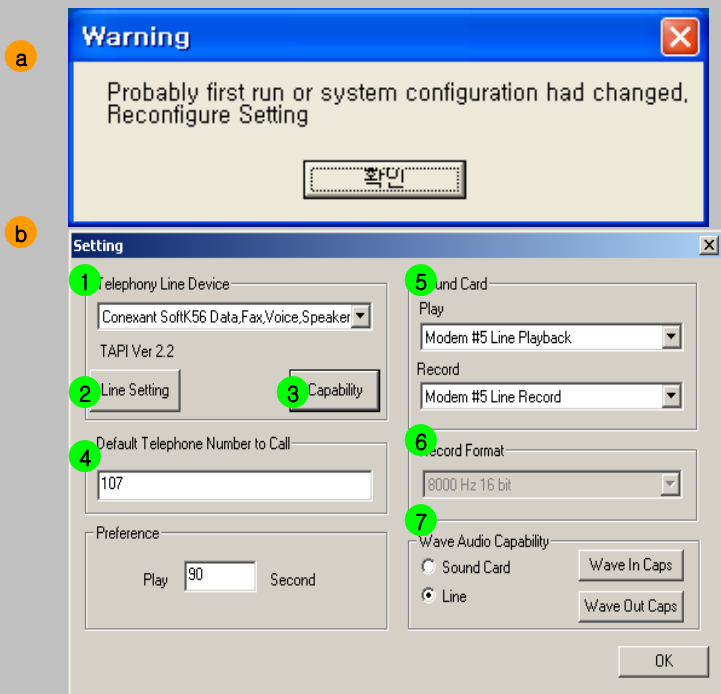 a
Warning
Probably first run or system configuration had changed,
Reconfigure Setting
확인
b
Setting
1
Telephony Line Device
Conexant SoftK56 Data,Fax,Voice,Speaker
TAPI Ver 2.2
2
Line Setting
3
Capability
4
Default Telephone Number to Call
107
Preference
Play
90
Second
5
Sound Card
Play
Modem #5 Line Playback
Record
Modem #5 Line Record
6
Record Format
8000 Hz 16 bit
7
Wave Audio Capability
Sound Card
Wave In Caps
Line
Wave Out Caps
OK